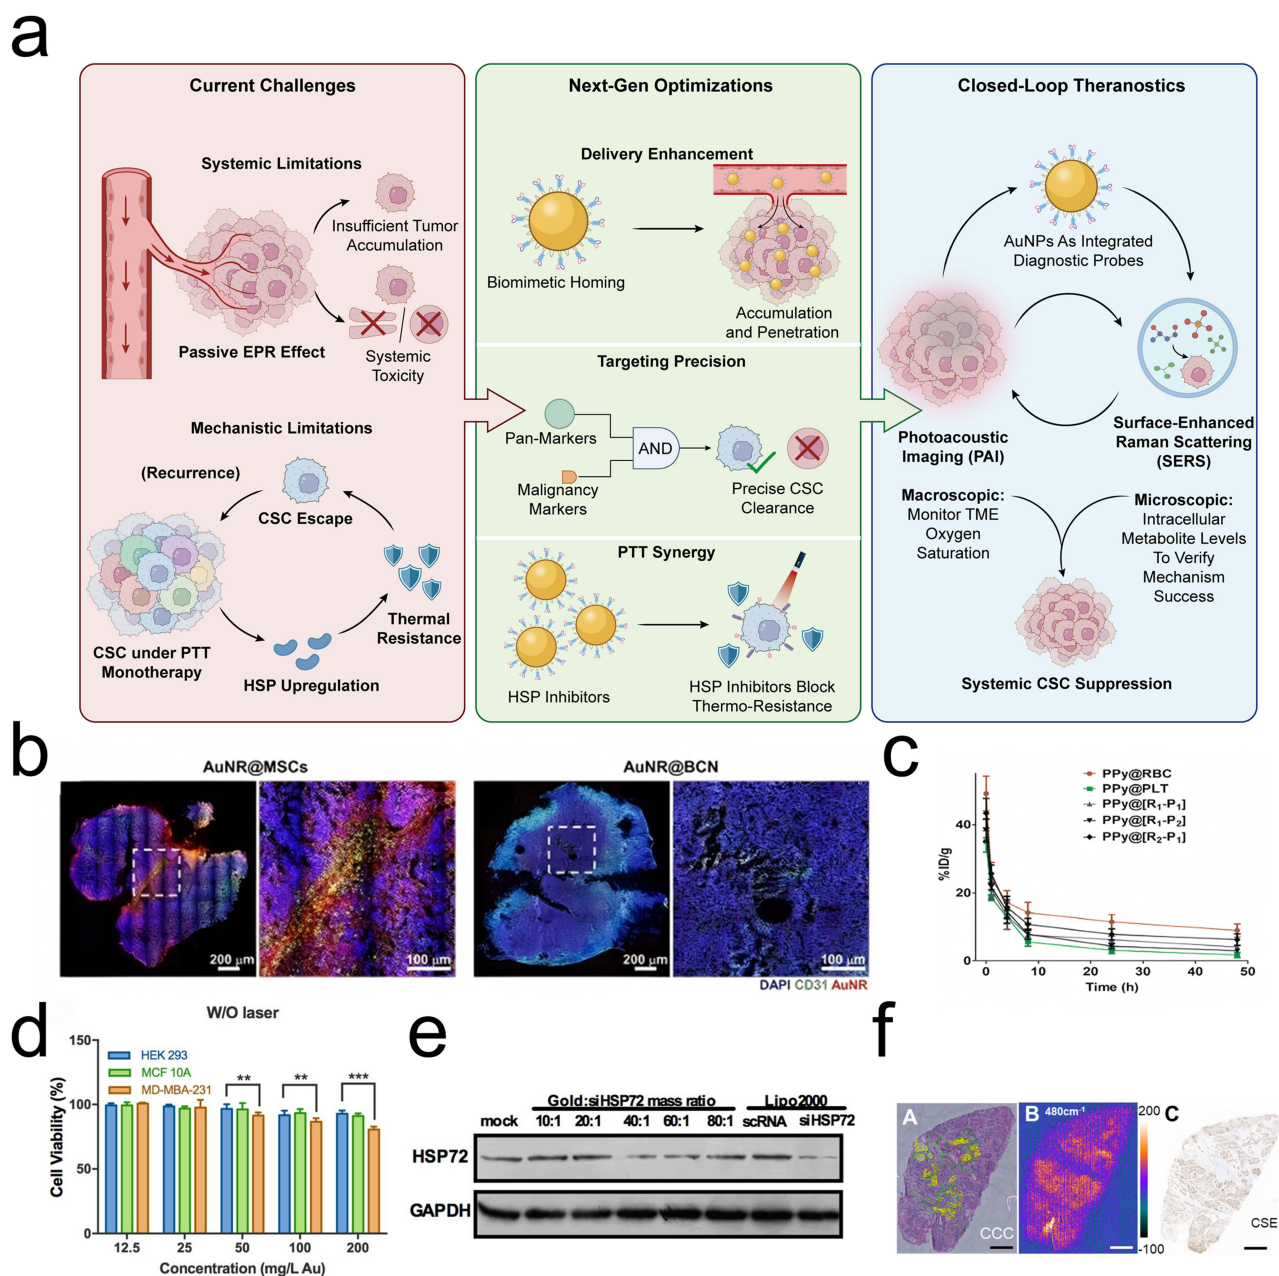 a
Current Challenges
Systemic Limitations
Insufficient Tumor
Accumulation
Passive EPR Effect
Systemic
Toxicity
Mechanistic Limitations
(Recurrence)
CSC Escape
Thermal
Resistance
CSC under PTT
Monotherapy
HSP Upregulation
Next-Gen Optimizations
Delivery Enhancement
Biomimetic Homing
Accumulation
and Penetration
Targeting Precision
Pan-Markers
AND
Malignancy
Markers
Precise CSC
Clearance
PTT Synergy
HSP Inhibitors
HSP Inhibitors Block
Thermo-Resistance
Closed-Loop Theranostics
AuNPs As Integrated
Diagnostic Probes
Photoacoustic
Imaging (PAI)
Surface-Enhanced
Raman Scattering
(SERS)
Macroscopic:
Monitor TME
Oxygen
Saturation
Microscopic:
Intracellular
Metabolite Levels
To Verify
Mechanism
Success
Systemic CSC Suppression
b
AuNR@MSCs
AuNR@BCN
200 μm
100 μm
200 μm
100 μm
DAPI CD31 AuNR
c
PPy@RBC
PPy@PLT
PPy@[R₁-P₁]
PPy@[R₁-P₂]
PPy@[R₂-P₁]
%ID/g
40
20
0
0 10 20 30 40 50
Time (h)
d
W/O laser
HEK 293
MCF 10A
MD-MBA-231
** ** ***
Cell Viability (%)
150
100
50
0
12.5 25 50 100 200
Concentration (mg/L Au)
e
Gold:siHSP72 mass ratio Lipo2000
mock 10:1 20:1 40:1 60:1 80:1 scRNA siHSP72
HSP72
GAPDH
f
A
CCC
B 480cm⁻¹
200
-100
C
CSE